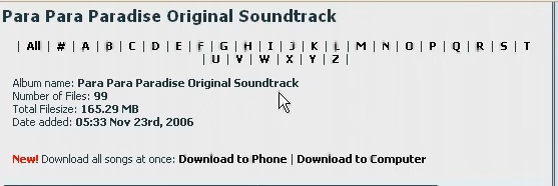 Para Para Paradise Original Soundtrack
| All | # | A | B | C | D | E | F | G | H | I | J | K | L | M | N | O | P | Q | R | S | T
| U | V | W | X | Y | Z |
Album name: Para Para Paradise Original Soundtrack
Number of Files: 99
Total Filesize: 165.29 MB
Date added: 05:33 Nov 23rd, 2006
New! Download all songs at once: Download to Phone | Download to Computer